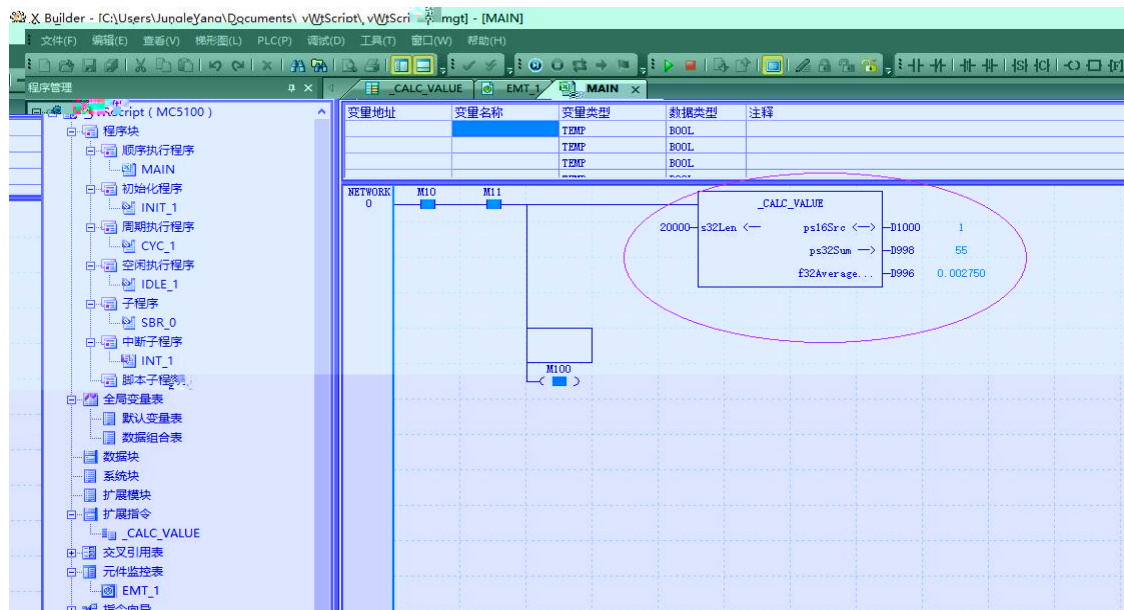 X Builder - [C:\Users\JungleYang\Documents\ vWtScript\ vWtScri mgt] - [MAIN]
文件(F) 编辑(E) 查看(V) 梯形图(L) PLC(P) 调试(D) 工具(T) 窗口(W) 帮助(H)
程序管理
_CALC_VALUE EMT_1 MAIN
cript ( MC5100 )
程序块
顺序执行程序
MAIN
初始化程序
INIT_1
周期执行程序
CYC_1
空闲执行程序
IDLE_1
子程序
SBR_0
中断子程序
INT_1
脚本子程序
全局变量表
默认变量表
数据组合表
数据块
系统块
扩展模块
扩展指令
_CALC_VALUE
交叉引用表
元件监控表
EMT_1
指令向导
变量地址 变量名称 变量类型 数据类型 注释
TEMP BOOL
TEMP BOOL
TEMP BOOL
NETWORK 0
M10 M11
_CALC_VALUE
20000 s32Len <— ps16Src <—> D1000 1
ps32Sum —> D998 55
f32Average... D996 0.002750
M100